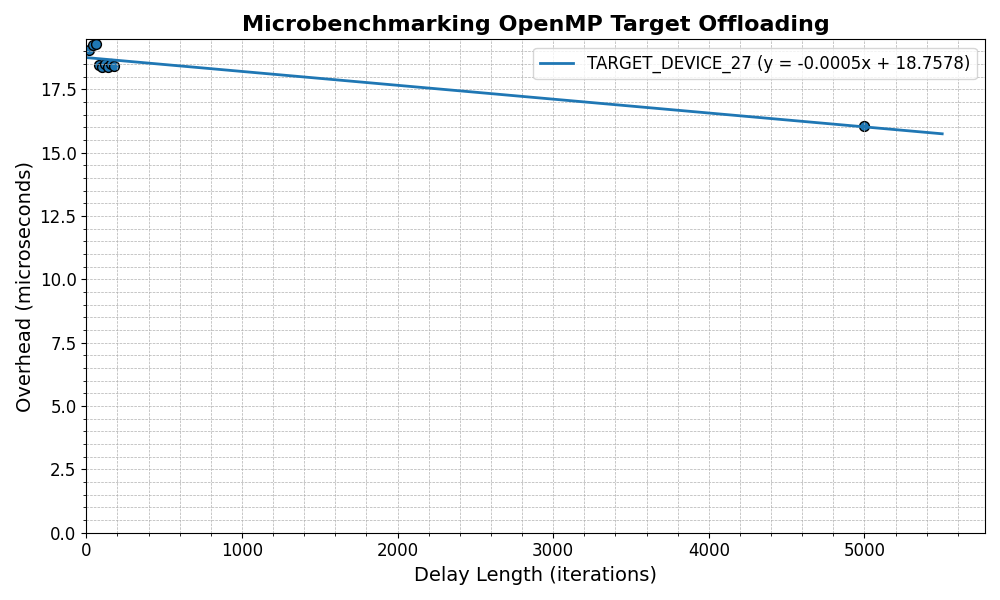 Microbenchmarking OpenMP Target Offloading
TARGET_DEVICE_27 (y = -0.0005x + 18.7578)
Overhead (microseconds)
17.5
15.0
12.5
10.0
7.5
5.0
2.5
0.0
0 1000 2000 3000 4000 5000
Delay Length (iterations)